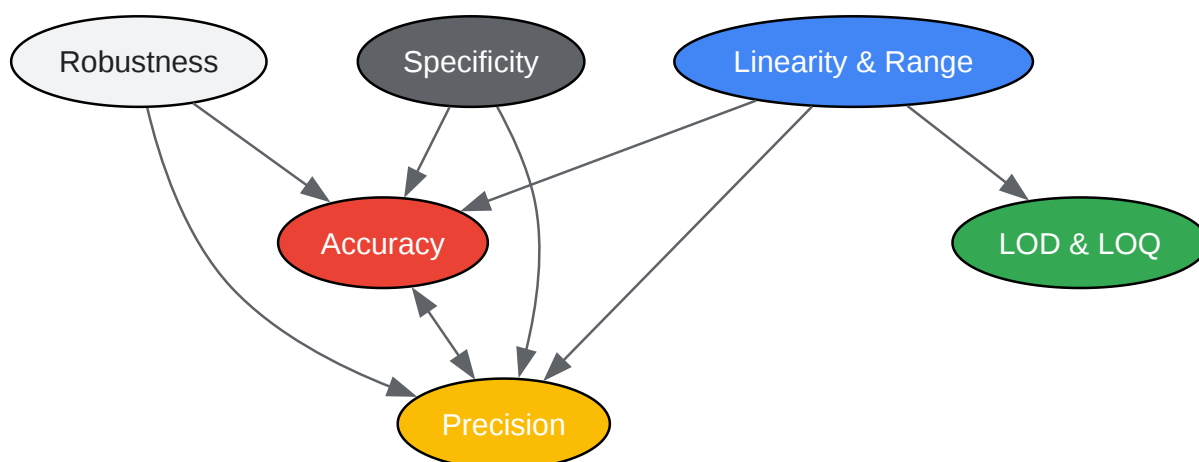 Robustness
Specificity
Linearity & Range
Accuracy
LOD & LOQ
Precision